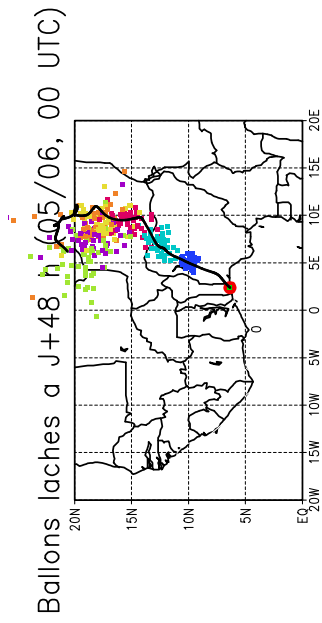 Ballons laches a J+48 h (05/06, 00 UTC)
20N
15N
10N
5N
EQ
0
20W 15W 10W 5W 0 5E 10E 15E 20E